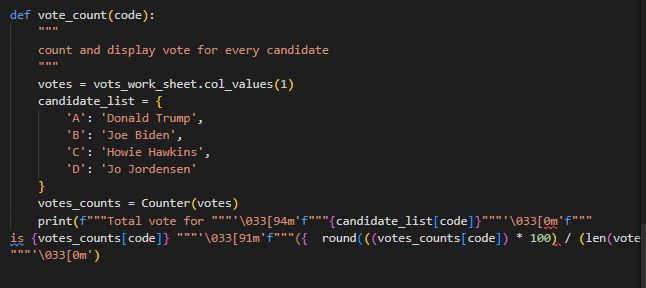 def vote_count(code):
    """
    count and display vote for every candidate
    """
    votes = vots_work_sheet.col_values(1)
    candidate_list = {
        'A': 'Donald Trump',
        'B': 'Joe Biden',
        'C': 'Howie Hawkins',
        'D': 'Jo Jordensen'
    }
    votes_counts = Counter(votes)
    print(f"""Total vote for """'\033[94m'f"""{candidate_list[code]}"""'\033[0m'f"""
is {votes_counts[code]} """'\033[91m'f"""({  round(((votes_counts[code]) * 100) / (len(vote
"""'\033[0m')